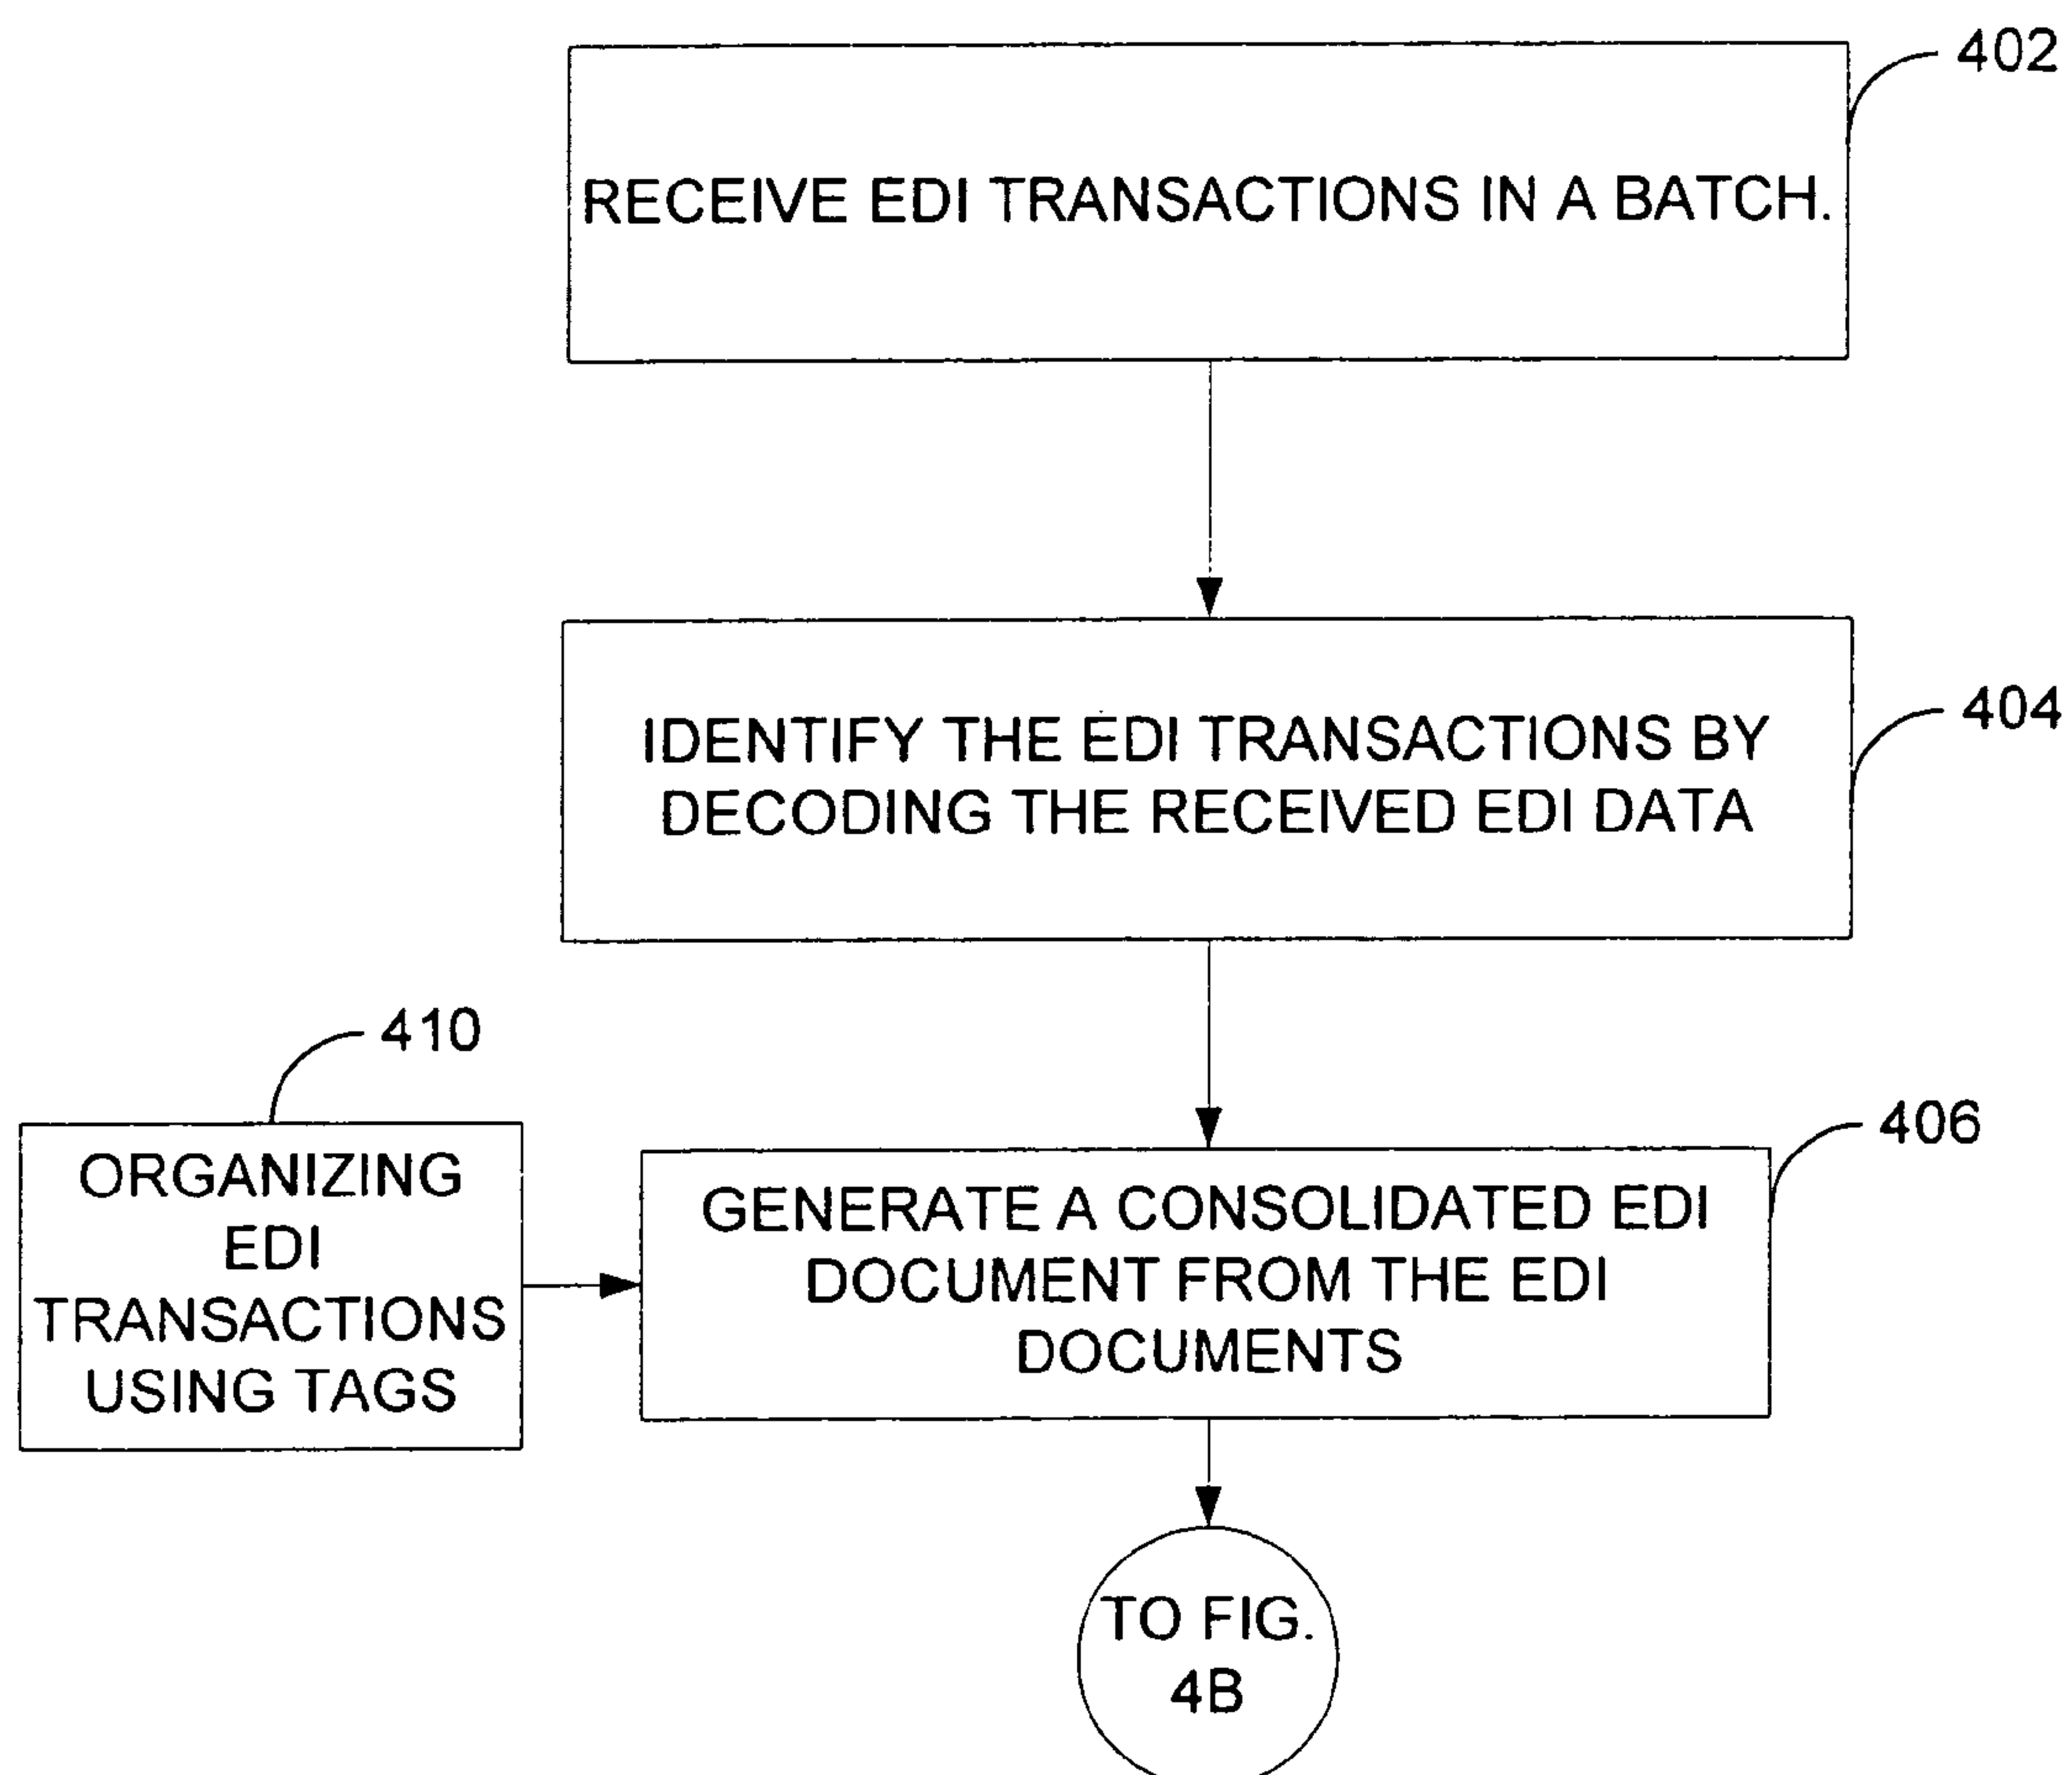 402
RECEIVE EDI TRANSACTIONS IN A BATCH.
404
IDENTIFY THE EDI TRANSACTIONS BY
DECODING THE RECEIVED EDI DATA
410
ORGANIZING
EDI
TRANSACTIONS
USING TAGS
406
GENERATE A CONSOLIDATED EDI
DOCUMENT FROM THE EDI
DOCUMENTS
TO FIG.
4B